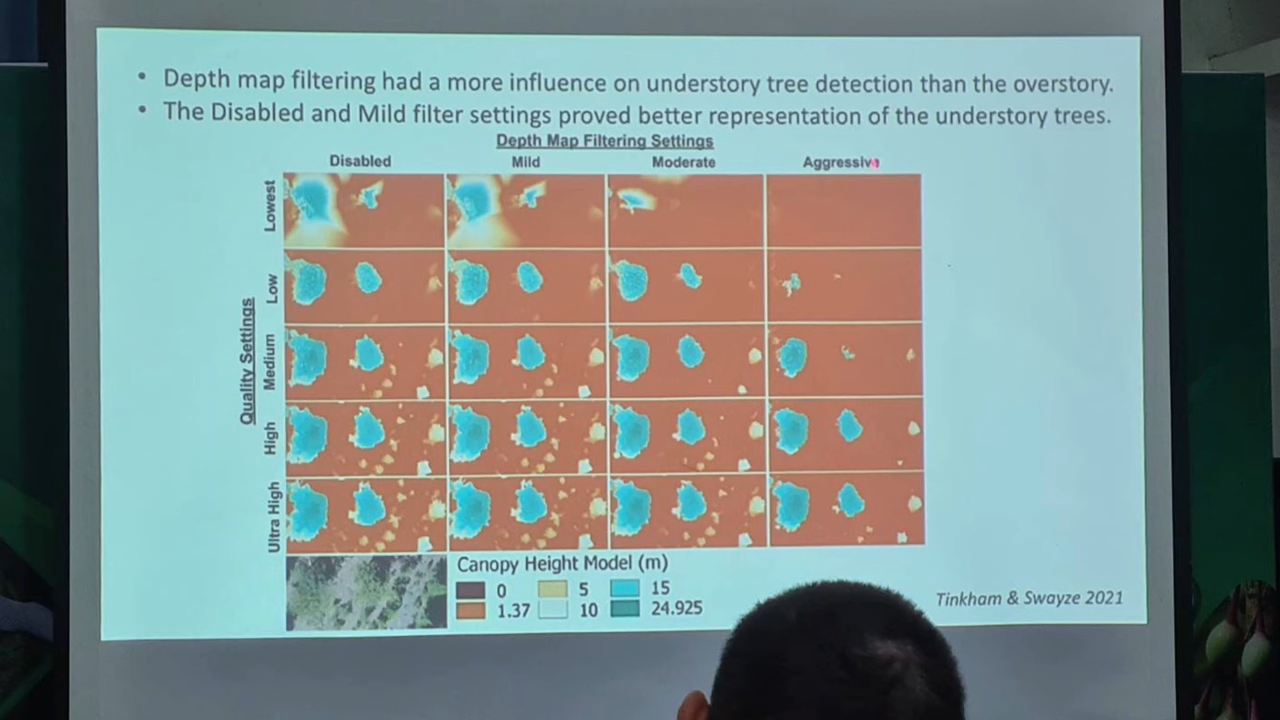 • Depth map filtering had a more influence on understory tree detection than the overstory.
• The Disabled and Mild filter settings proved better representation of the understory trees.
Depth Map Filtering Settings
Disabled Mild Moderate Aggressive
Quality Settings
Lowest
Low
Medium
High
Ultra High
Canopy Height Model (m)
0 5 15
1.37 10 24.925
Tinkham & Swayze 2021